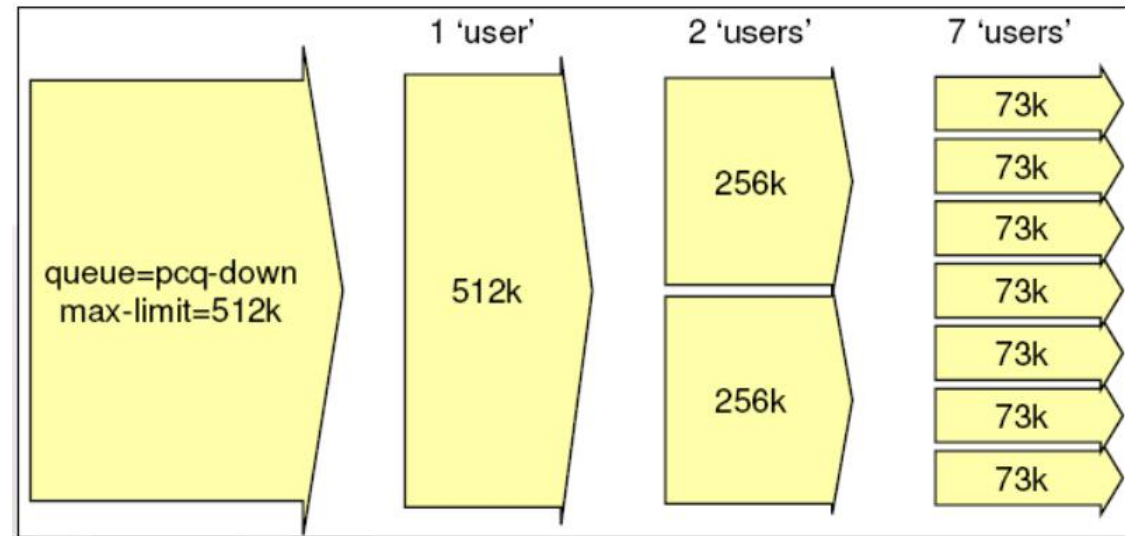 1 ‘user’
2 ‘users’
7 ‘users’
queue=pcq-down
max-limit=512k
512k
256k
256k
73k
73k
73k
73k
73k
73k
73k